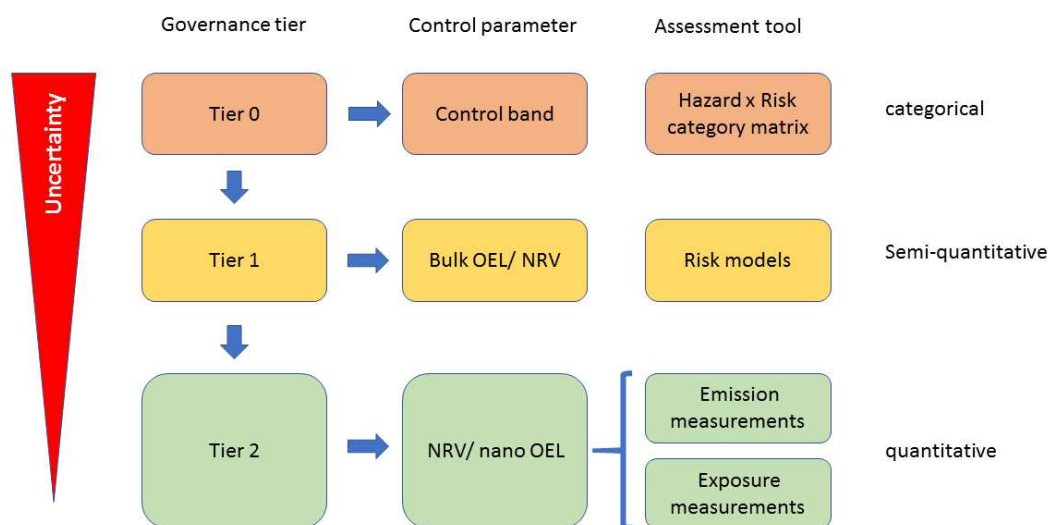 Governance tier
Control parameter
Assessment tool
Uncertainty
Tier 0
Control band
Hazard x Risk
category matrix
categorical
Tier 1
Bulk OEL/ NRV
Risk models
Semi-quantitative
Tier 2
NRV/ nano OEL
Emission
measurements
Exposure
measurements
quantitative